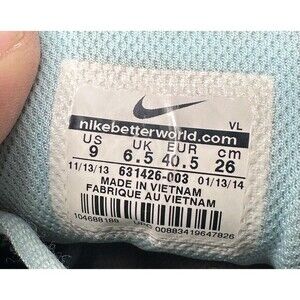 VL
nikebetterworld.com
US UK EUR cm
9 6.5 40.5 26
11/13/13 631426-003 01/13/14
MADE IN VIETNAM
FABRIQUE AU VIETNAM
104688189 UPC 00883419647826